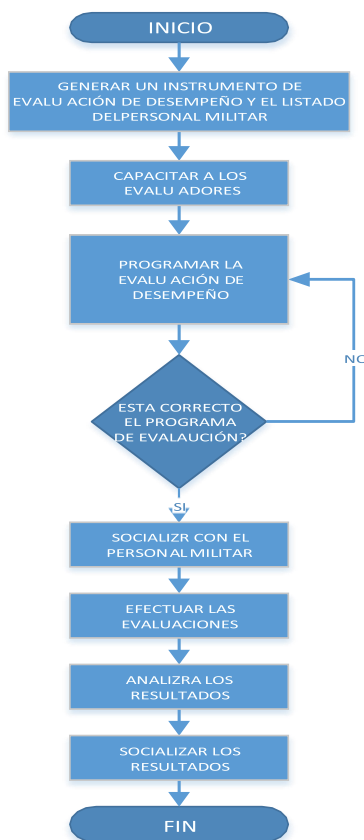 INICIO
GENERAR UN INSTRUMENTO DE
EVALU ACIÓN DE DESEMPEÑO Y EL LISTADO
DELPERSONAL MILITAR
CAPACITAR A LOS
EVALU ADORES
PROGRAMAR LA
EVALU ACIÓN DE
DESEMPEÑO
NO
ESTA CORRECTO
EL PROGRAMA
DE EVALAUCIÓN?
SI
SOCIALIZR CON EL
PERSONAL MILITAR
EFECTUAR LAS
EVALUACIONES
ANALIZRA LOS
RESULTADOS
SOCIALIZAR LOS
RESULTADOS
FIN